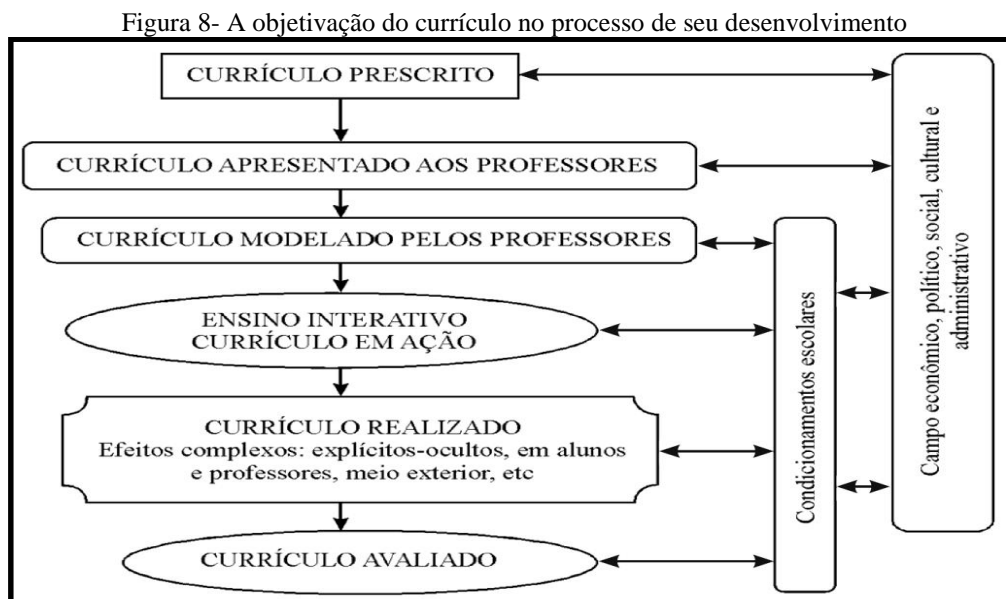 Figura 8- A objetivação do currículo no processo de seu desenvolvimento
CURRÍCULO PRESCRITO
CURRÍCULO APRESENTADO AOS PROFESSORES
CURRÍCULO MODELADO PELOS PROFESSORES
ENSINO INTERATIVO
CURRÍCULO EM AÇÃO
CURRÍCULO REALIZADO
Efeitos complexos: explícitos-ocultos, em alunos
e professores, meio exterior, etc
CURRÍCULO AVALIADO
Condicionamentos escolares
Campo econômico, político, social, cultural e
administrativo